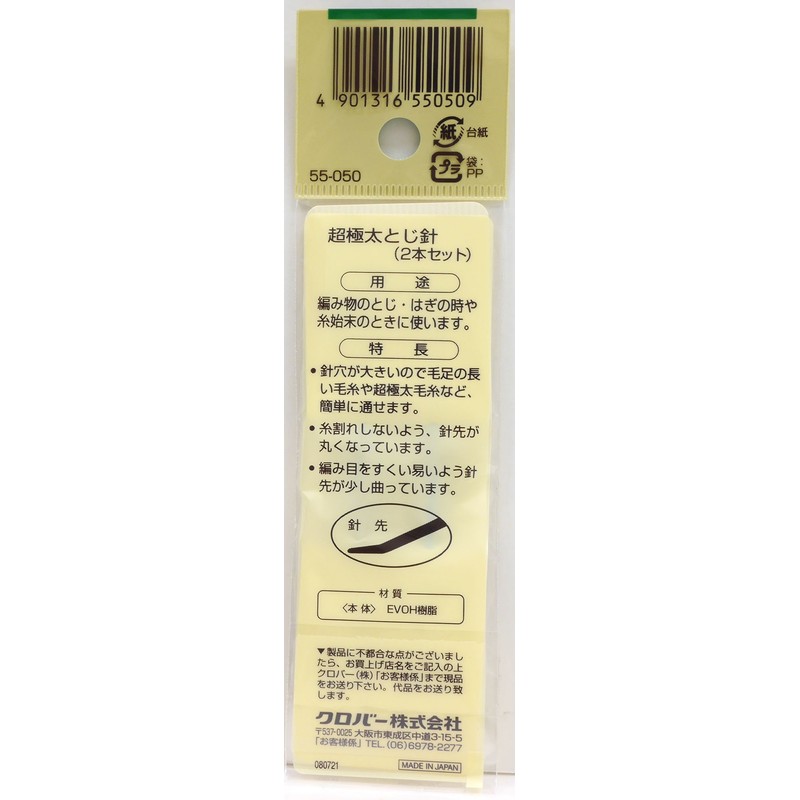 4 901316 550509
紙 台紙
プラ 袋:
PP
55-050
超極太とじ針
(2本セット)
用 途
編み物のとじ・はぎの時や
糸始末のときに使います。
特 長
• 針穴が大きいので毛足の長
い毛糸や超極太毛糸など、
簡単に通せます。
• 糸割れしないよう、針先が
丸くなっています。
• 編み目をすくい易いよう針
先が少し曲っています。
針 先
材 質
〈本 体〉 EVOH樹脂
▼製品に不都合な点がございまし
たら、お買上げ店名をご記入の上
クロバー(株)「お客様係」まで現品
をお送り下さい。代品をお送り致
します。
クロバー株式会社
〒537-0025 大阪市東成区中道3-15-5
「お客様係」TEL.(06)6978-2277
080721 MADE IN JAPAN